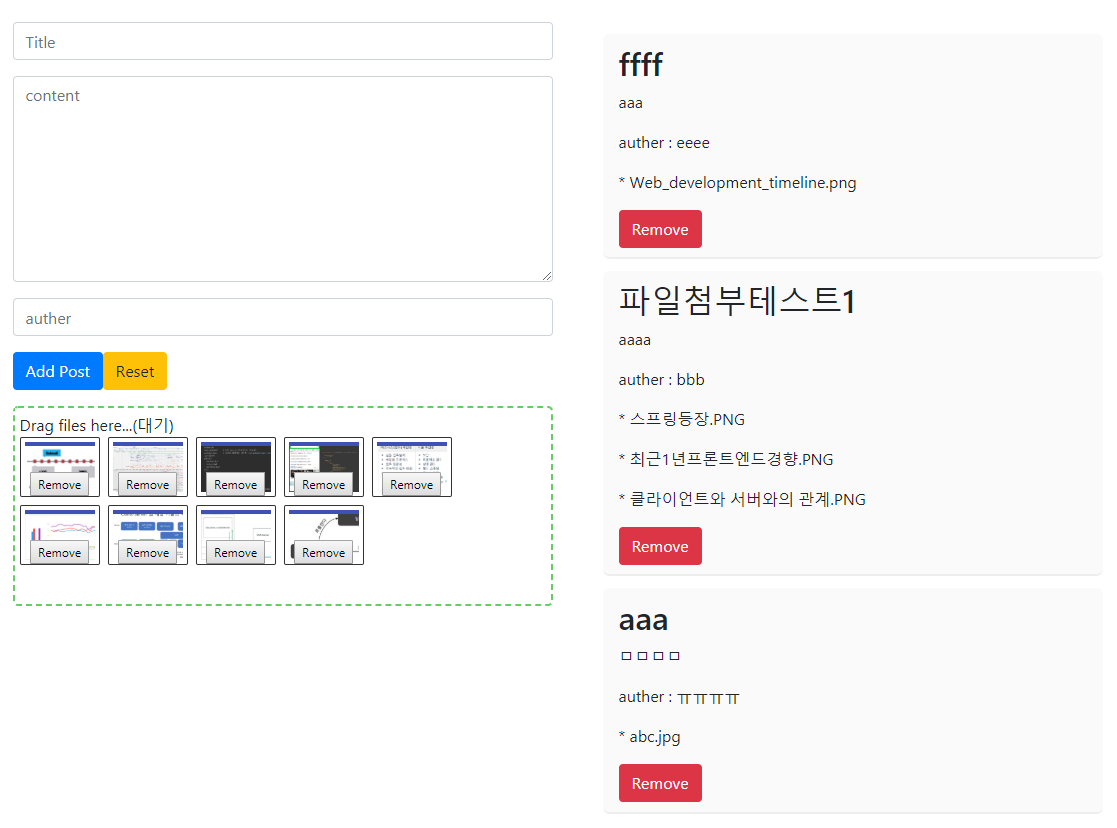 Title
content
auther
Add Post Reset
Drag files here...(대기)
Remove Remove Remove Remove Remove
Remove Remove Remove Remove
ffff
aaa
auther : eeee
* Web_development_timeline.png
Remove
파일첨부테스트1
aaaa
auther : bbb
* 스프링등장.PNG
* 최근1년프론트엔드경향.PNG
* 클라이언트와 서버와의 관계.PNG
Remove
aaa
ㅁㅁㅁㅁ
auther : ㅠㅠㅠㅠ
* abc.jpg
Remove